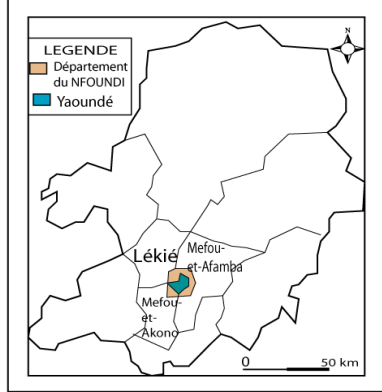 N
LEGENDE
Département
du NFOUNDI
Yaoundé
Lékié
Mefou-
et-Afamba
Mefou-
et-
Akono
0 50 km